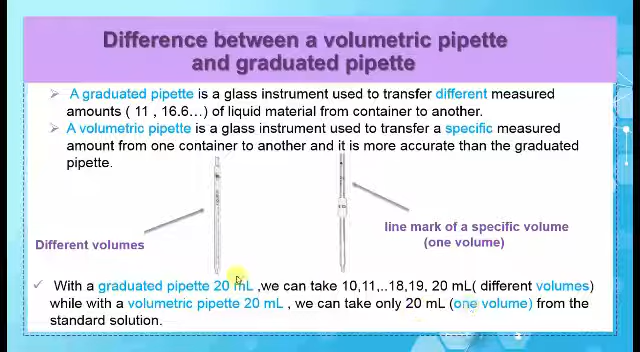 Difference between a volumetric pipette
and graduated pipette
A graduated pipette is a glass instrument used to transfer different measured
amounts ( 11 , 16.6...) of liquid material from container to another.
A volumetric pipette is a glass instrument used to transfer a specific measured
amount from one container to another and it is more accurate than the graduated
pipette.
Different volumes
line mark of a specific volume
(one volume)
With a graduated pipette 20 mL ,we can take 10,11,..18,19, 20 mL( different volumes)
while with a volumetric pipette 20 mL , we can take only 20 mL (one volume) from the
standard solution.